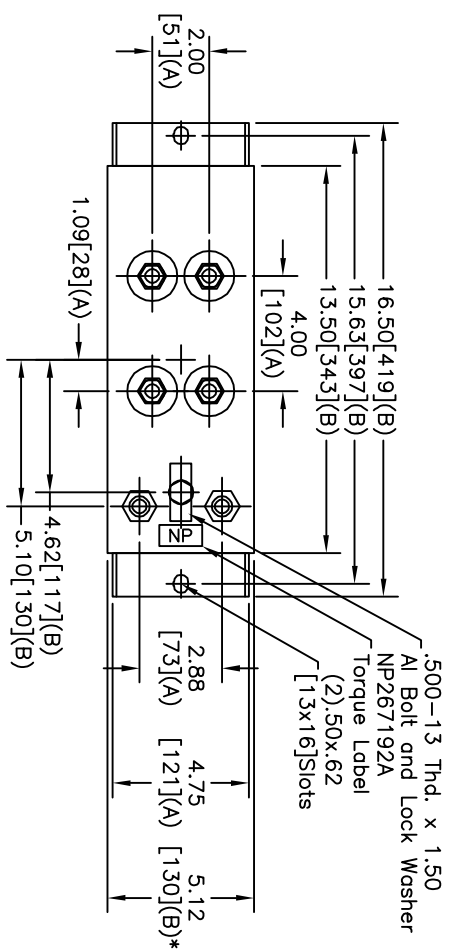 2.00
[51](A)
16.50[419](B)
15.63[397](B)
13.50[343](B)
4.00
[102](A)
1.09[28](A)
.500-13 Thd. x 1.50
Al Bolt and Lock Washer
NP267192A
Torque Label
(2).50x.62
[13x16]Slots
NP
4.62[117](B)
5.10[130](B)
2.88
[73](A)
4.75
[121](A)
5.12
[130](B)*